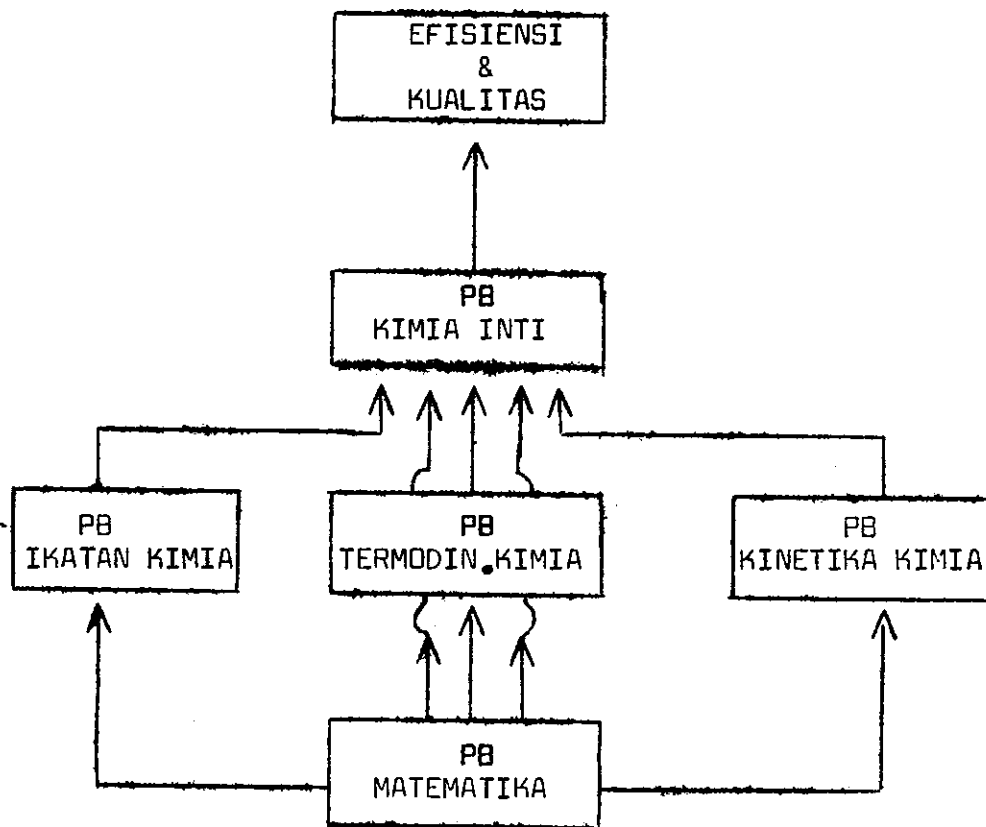 EFISIENSI
&
KUALITAS
PB
KIMIA INTI
PB
IKATAN KIMIA
PB
TERMODIN.KIMIA
PB
KINETIKA KIMIA
PB
MATEMATIKA